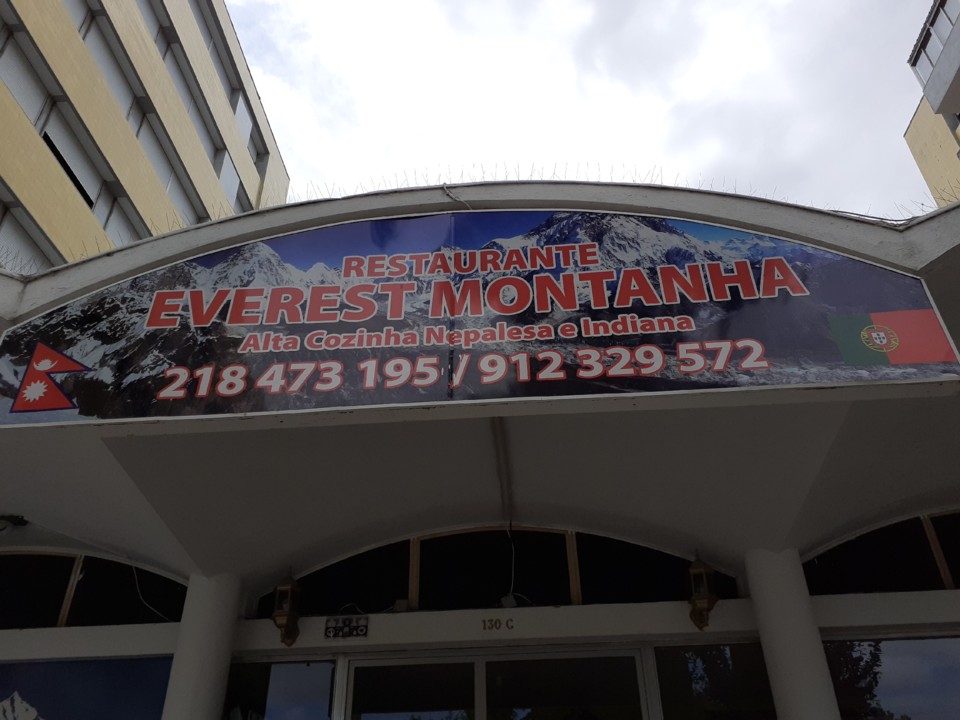 RESTAURANTE
EVEREST MONTANHA
Alta Cozinha Nepalesa e Indiana
218 473 195 / 912 329 572
130 C